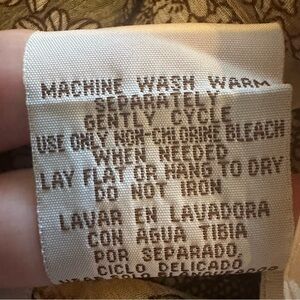 MACHINE WASH WARM
SEPARATELY
GENTLY CYCLE
USE ONLY NON-CHLORINE BLEACH
WHEN NEEDED
LAY FLAT OR HANG TO DRY
DO NOT IRON
LAVAR EN LAVADORA
CON AGUA TIBIA
POR SEPARADO
CICLO DELICADO